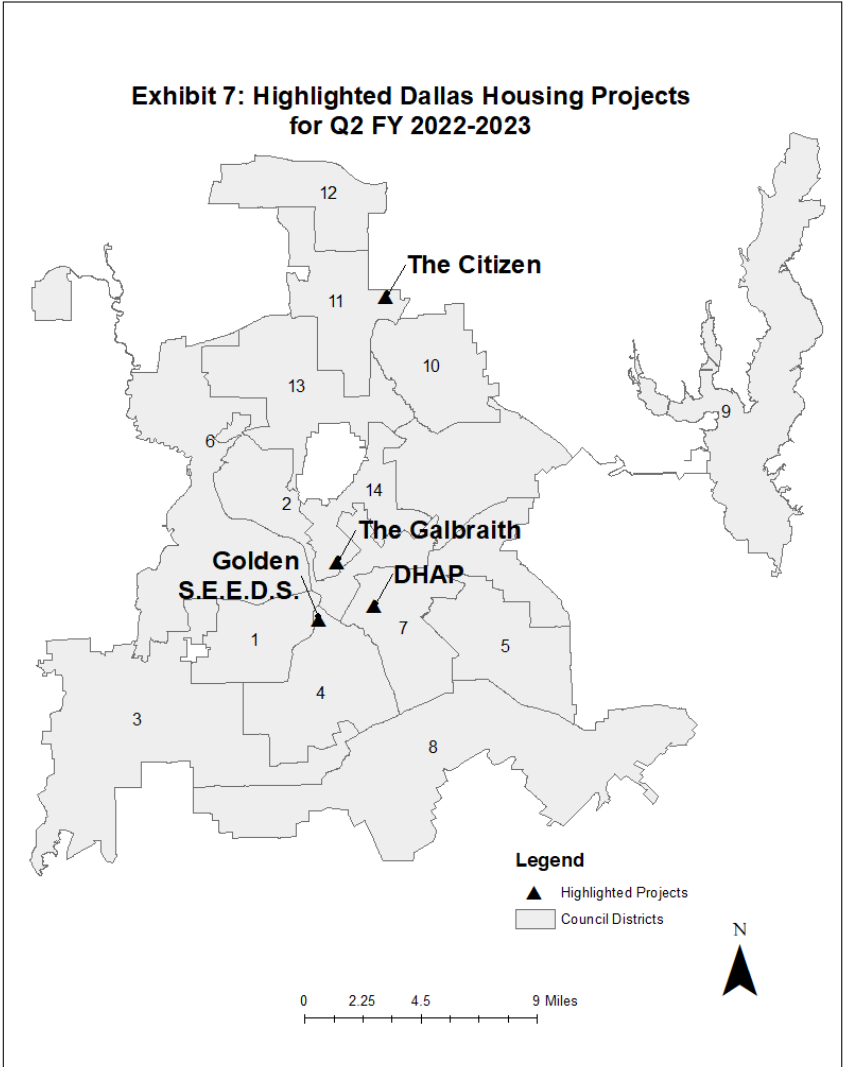 Exhibit 7: Highlighted Dallas Housing Projects
for Q2 FY 2022-2023
12
The Citizen
11
10
13
9
6
14
2
The Galbraith
Golden
S.E.E.D.S.
DHAP
7
1
5
4
3
8
Legend
Highlighted Projects
Council Districts
N
0 2.25 4.5 9 Miles